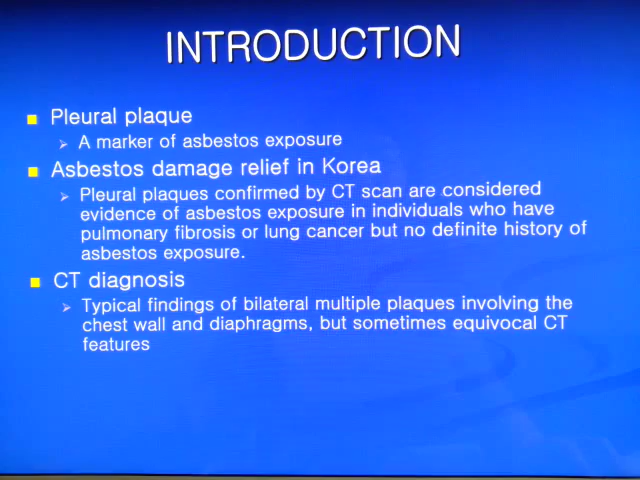 INTRODUCTION
Pleural plaque
A marker of asbestos exposure
Asbestos damage relief in Korea
Pleural plaques confirmed by CT scan are considered
evidence of asbestos exposure in individuals who have
pulmonary fibrosis or lung cancer but no definite history of
asbestos exposure.
CT diagnosis
Typical findings of bilateral multiple plaques involving the
chest wall and diaphragms, but sometimes equivocal CT
features